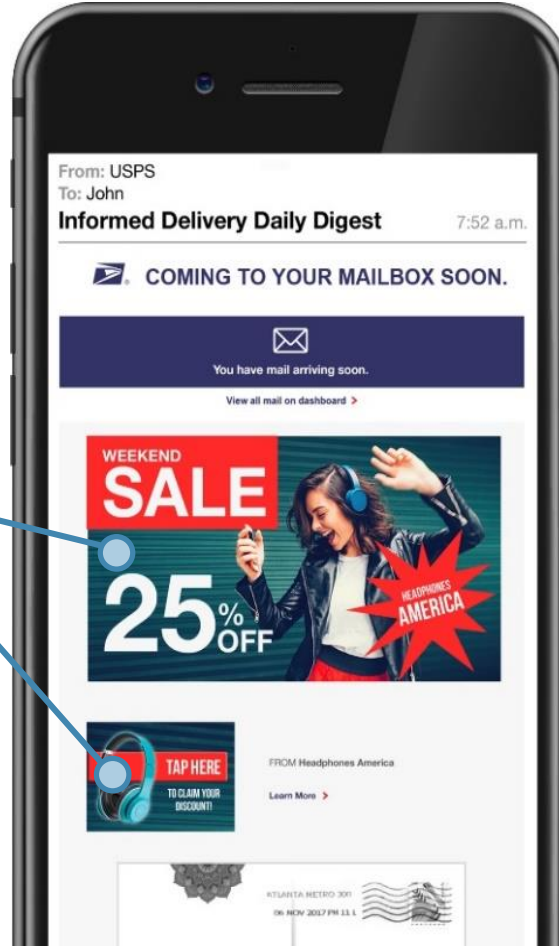 From: USPS
To: John
Informed Delivery Daily Digest 7:52 a.m.
COMING TO YOUR MAILBOX SOON.
You have mail arriving soon.
View all mail on dashboard >
WEEKEND
SALE
25% OFF
HEADPHONES
AMERICA
TAP HERE
TO CLAIM YOUR
DISCOUNT!
FROM Headphones America
Learn More >
ATLANTA METRO 301
06 NOV 2017 PM 11 L